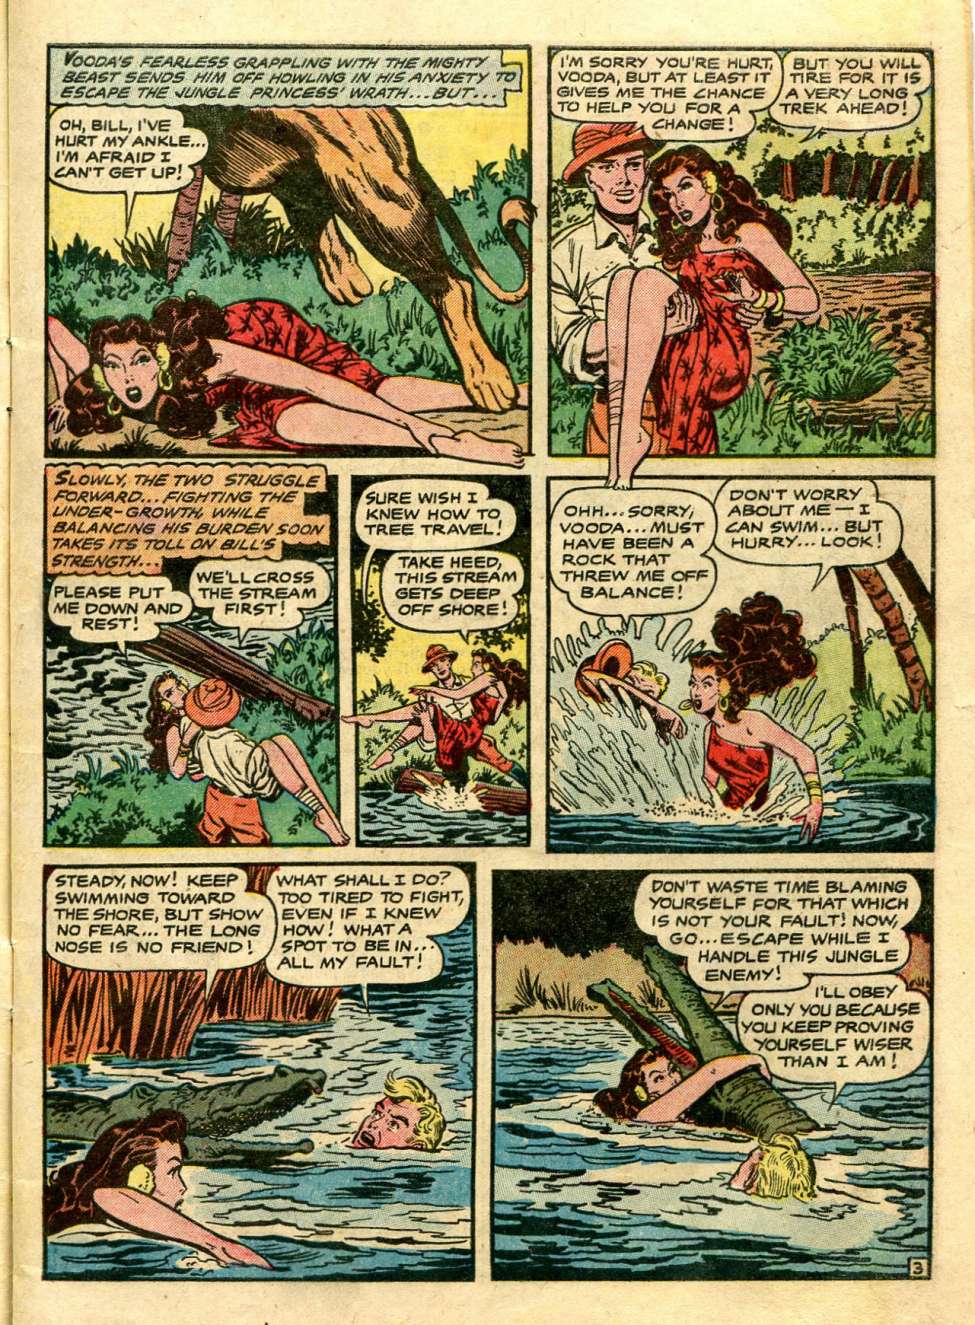 VOODA'S FEARLESS GRAPPLING WITH THE MIGHTY
BEAST SENDS HIM OFF HOWLING IN HIS ANXIETY TO
ESCAPE THE JUNGLE PRINCESS' WRATH...BUT...
OH, BILL, I'VE
HURT MY ANKLE...
I'M AFRAID I
CAN'T GET UP!
I'M SORRY YOU'RE HURT,
VOODA, BUT AT LEAST IT
GIVES ME THE CHANCE
TO HELP YOU FOR A
CHANGE!
BUT YOU WILL
TIRE FOR IT IS
A VERY LONG
TREK AHEAD!
SLOWLY, THE TWO STRUGGLE
FORWARD... FIGHTING THE
UNDER-GROWTH, WHILE
BALANCING HIS BURDEN SOON
TAKES ITS TOLL ON BILL'S
STRENGTH...
PLEASE PUT
ME DOWN AND
REST!
WE'LL CROSS
THE STREAM
FIRST!
SURE WISH I
KNEW HOW TO
TREE TRAVEL!
TAKE HEED,
THIS STREAM
GETS DEEP
OFF SHORE!
OHH... SORRY,
VOODA... MUST
HAVE BEEN A
ROCK THAT
THREW ME OFF
BALANCE!
DON'T WORRY
ABOUT ME — I
CAN SWIM... BUT
HURRY... LOOK!
STEADY, NOW! KEEP
SWIMMING TOWARD
THE SHORE, BUT SHOW
NO FEAR... THE LONG
NOSE IS NO FRIEND!
WHAT SHALL I DO?
TOO TIRED TO FIGHT,
EVEN IF I KNEW
HOW! WHAT A
SPOT TO BE IN...
ALL MY FAULT!
DON'T WASTE TIME BLAMING
YOURSELF FOR THAT WHICH
IS NOT YOUR FAULT! NOW,
GO...ESCAPE WHILE I
HANDLE THIS JUNGLE
ENEMY!
I'LL OBEY
ONLY YOU BECAUSE
YOU KEEP PROVING
YOURSELF WISER
THAN I AM!
3